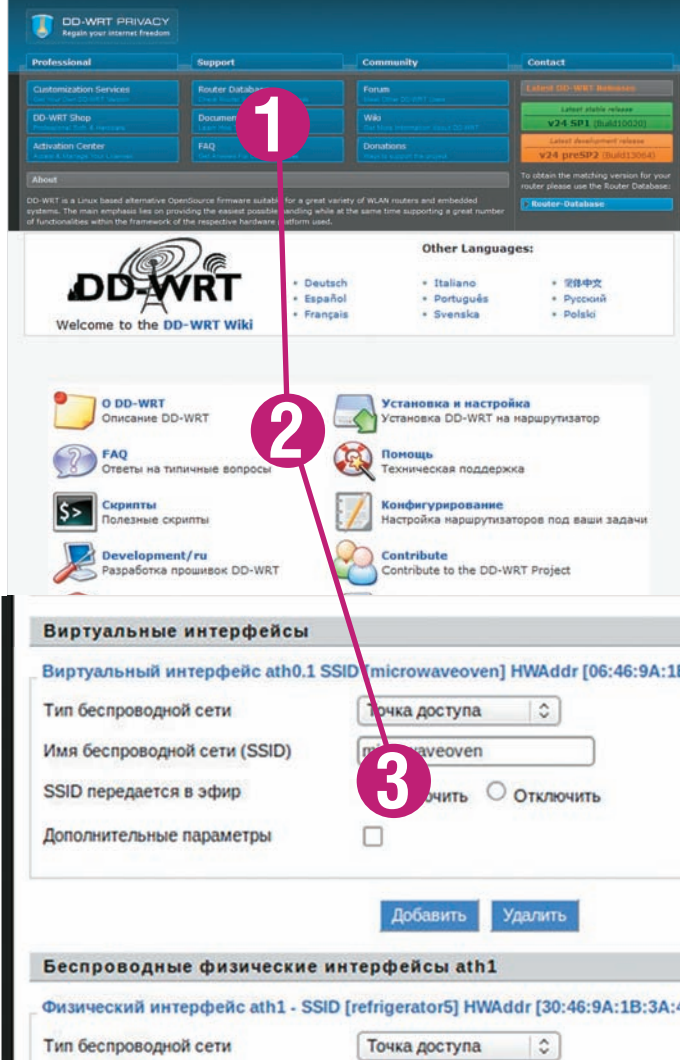 DD-WRT PRIVACY
Regain your internet freedom
Professional Support Community Contact
Customization Services
Router Database
Forum
Latest DD-WRT Releases
DD-WRT Shop
Wiki
Latest stable release
v24 SP1 (Build10020)
Activation Center
FAQ
Donations
Latest development release
v24 preSP2 (Build13064)
About
To obtain the matching version for your
router please use the Router Database:
Router-Database
DD-WRT is a Linux based alternative OpenSource firmware suitable for a great variety of WLAN routers and embedded
systems. The main emphasis lies on providing the easiest possible handling while at the same time supporting a great number
of functionalities within the framework of the respective hardware platform used.
1
DD-WRT
Welcome to the DD-WRT Wiki
Other Languages:
Deutsch Italiano 简体中文
Español Português Русский
Français Svenska Polski
2
О DD-WRT
Описание DD-WRT
Установка и настройка
Установка DD-WRT на маршрутизатор
FAQ
Ответы на типичные вопросы
Помощь
Техническая поддержка
$>
Скрипты
Полезные скрипты
Конфигурирование
Настройка маршрутизаторов под ваши задачи
Development/ru
Разработка прошивок DD-WRT
Contribute
Contribute to the DD-WRT Project
Виртуальные интерфейсы
Виртуальный интерфейс ath0.1 SSID [microwaveoven] HWAddr [06:46:9A:1B
Тип беспроводной сети Точка доступа
Имя беспроводной сети (SSID) microwaveoven
SSID передается в эфир Отключить
3
Дополнительные параметры
Добавить Удалить
Беспроводные физические интерфейсы ath1
Физический интерфейс ath1 - SSID [refrigerator5] HWAddr [30:46:9A:1B:3A:4
Тип беспроводной сети Точка доступа